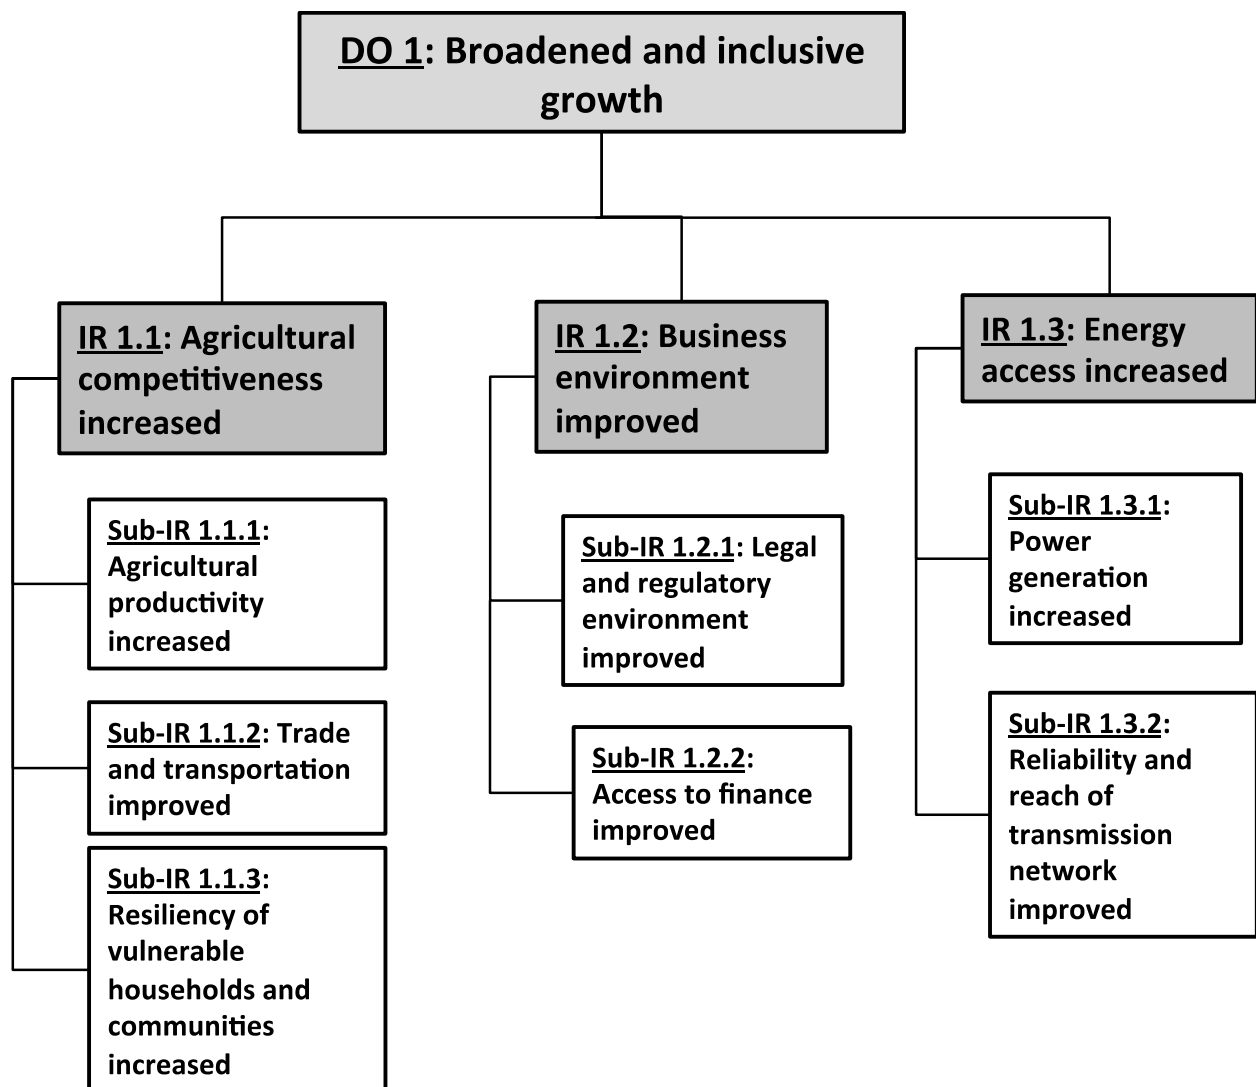 DO 1: Broadened and inclusive
growth
IR 1.1: Agricultural
competitiveness
increased
Sub-IR 1.1.1:
Agricultural
productivity
increased
Sub-IR 1.1.2: Trade
and transportation
improved
Sub-IR 1.1.3:
Resiliency of
vulnerable
households and
communities
increased
IR 1.2: Business
environment
improved
Sub-IR 1.2.1: Legal
and regulatory
environment
improved
Sub-IR 1.2.2:
Access to finance
improved
IR 1.3: Energy
access increased
Sub-IR 1.3.1:
Power
generation
increased
Sub-IR 1.3.2:
Reliability and
reach of
transmission
network
improved